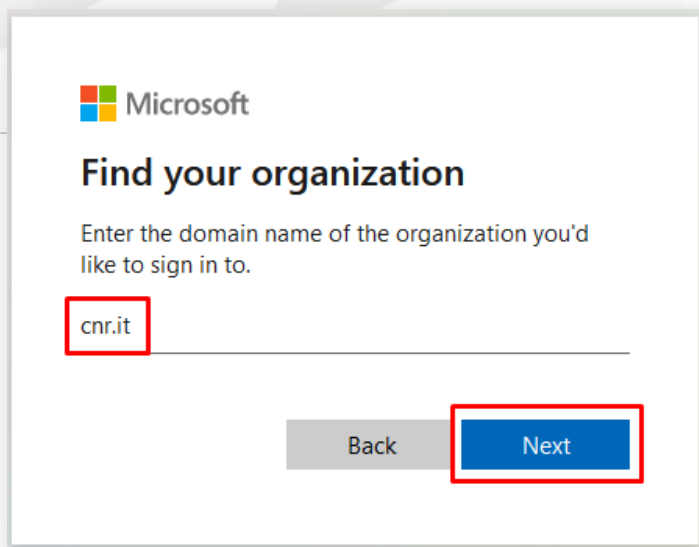 Microsoft
Find your organization
Enter the domain name of the organization you'd
like to sign in to.
cnr.it
Back Next